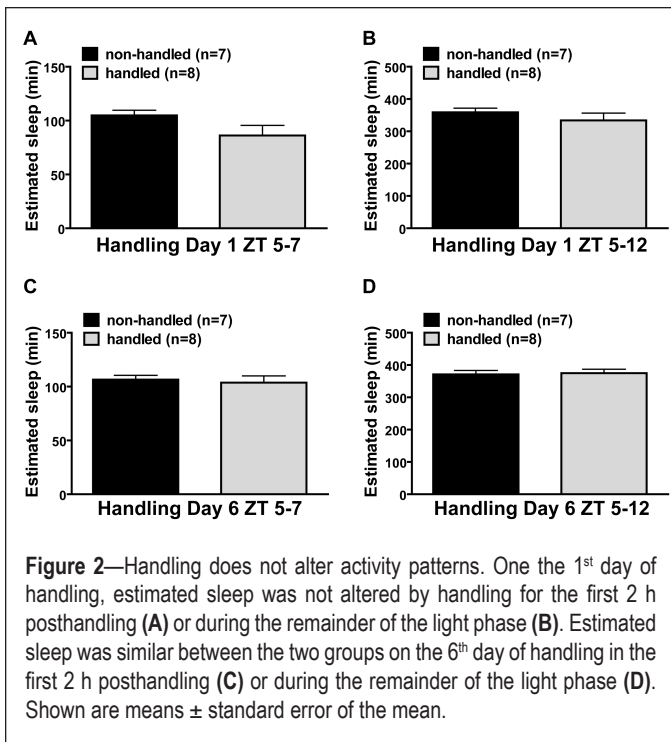 A
non-handled (n=7)
handled (n=8)
150
100
50
0
Estimated sleep (min)
Handling Day 1 ZT 5-7
B
non-handled (n=7)
handled (n=8)
500
400
300
200
100
0
Estimated sleep (min)
Handling Day 1 ZT 5-12
C
non-handled (n=7)
handled (n=8)
150
100
50
0
Estimated sleep (min)
Handling Day 6 ZT 5-7
D
non-handled (n=7)
handled (n=8)
500
400
300
200
100
0
Estimated sleep (min)
Handling Day 6 ZT 5-12
Figure 2—Handling does not alter activity patterns. One the 1st day of
handling, estimated sleep was not altered by handling for the first 2 h
posthandling (A) or during the remainder of the light phase (B). Estimated
sleep was similar between the two groups on the 6th day of handling in the
first 2 h posthandling (C) or during the remainder of the light phase (D).
Shown are means ± standard error of the mean.